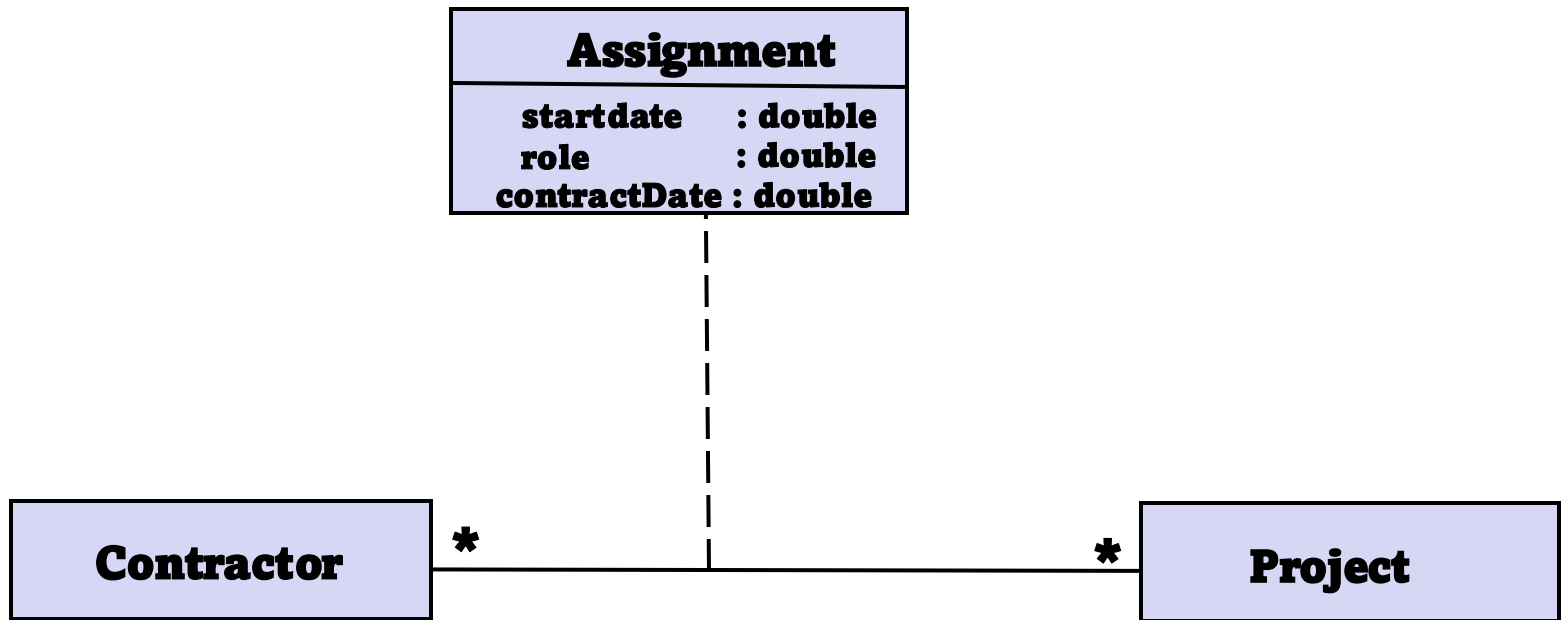 Assignment
startdate : double
role : double
contractDate : double
* *
Contractor Project